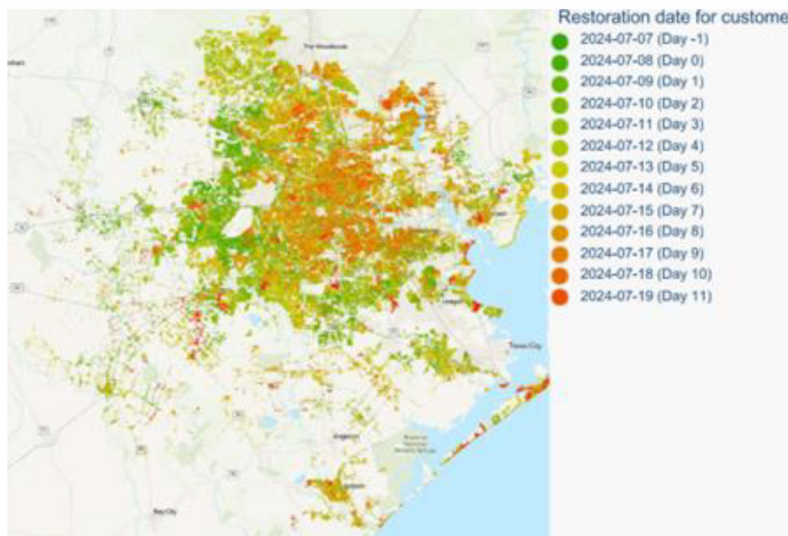 Restoration date for custome
2024-07-07 (Day -1)
2024-07-08 (Day 0)
2024-07-09 (Day 1)
2024-07-10 (Day 2)
2024-07-11 (Day 3)
2024-07-12 (Day 4)
2024-07-13 (Day 5)
2024-07-14 (Day 6)
2024-07-15 (Day 7)
2024-07-16 (Day 8)
2024-07-17 (Day 9)
2024-07-18 (Day 10)
2024-07-19 (Day 11)
The Woodlands
Texas City
Angleton
Bay City